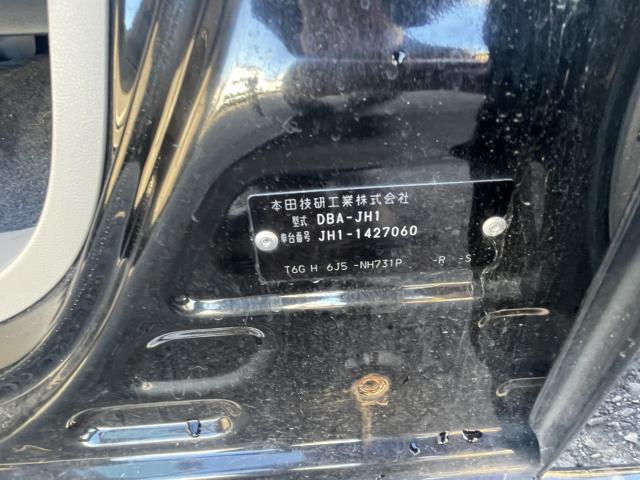 本田技研工業株式会社
型式 DBA-JH1
車台番号 JH1-1427060
T6G H 6J5 -NH731P -R -S